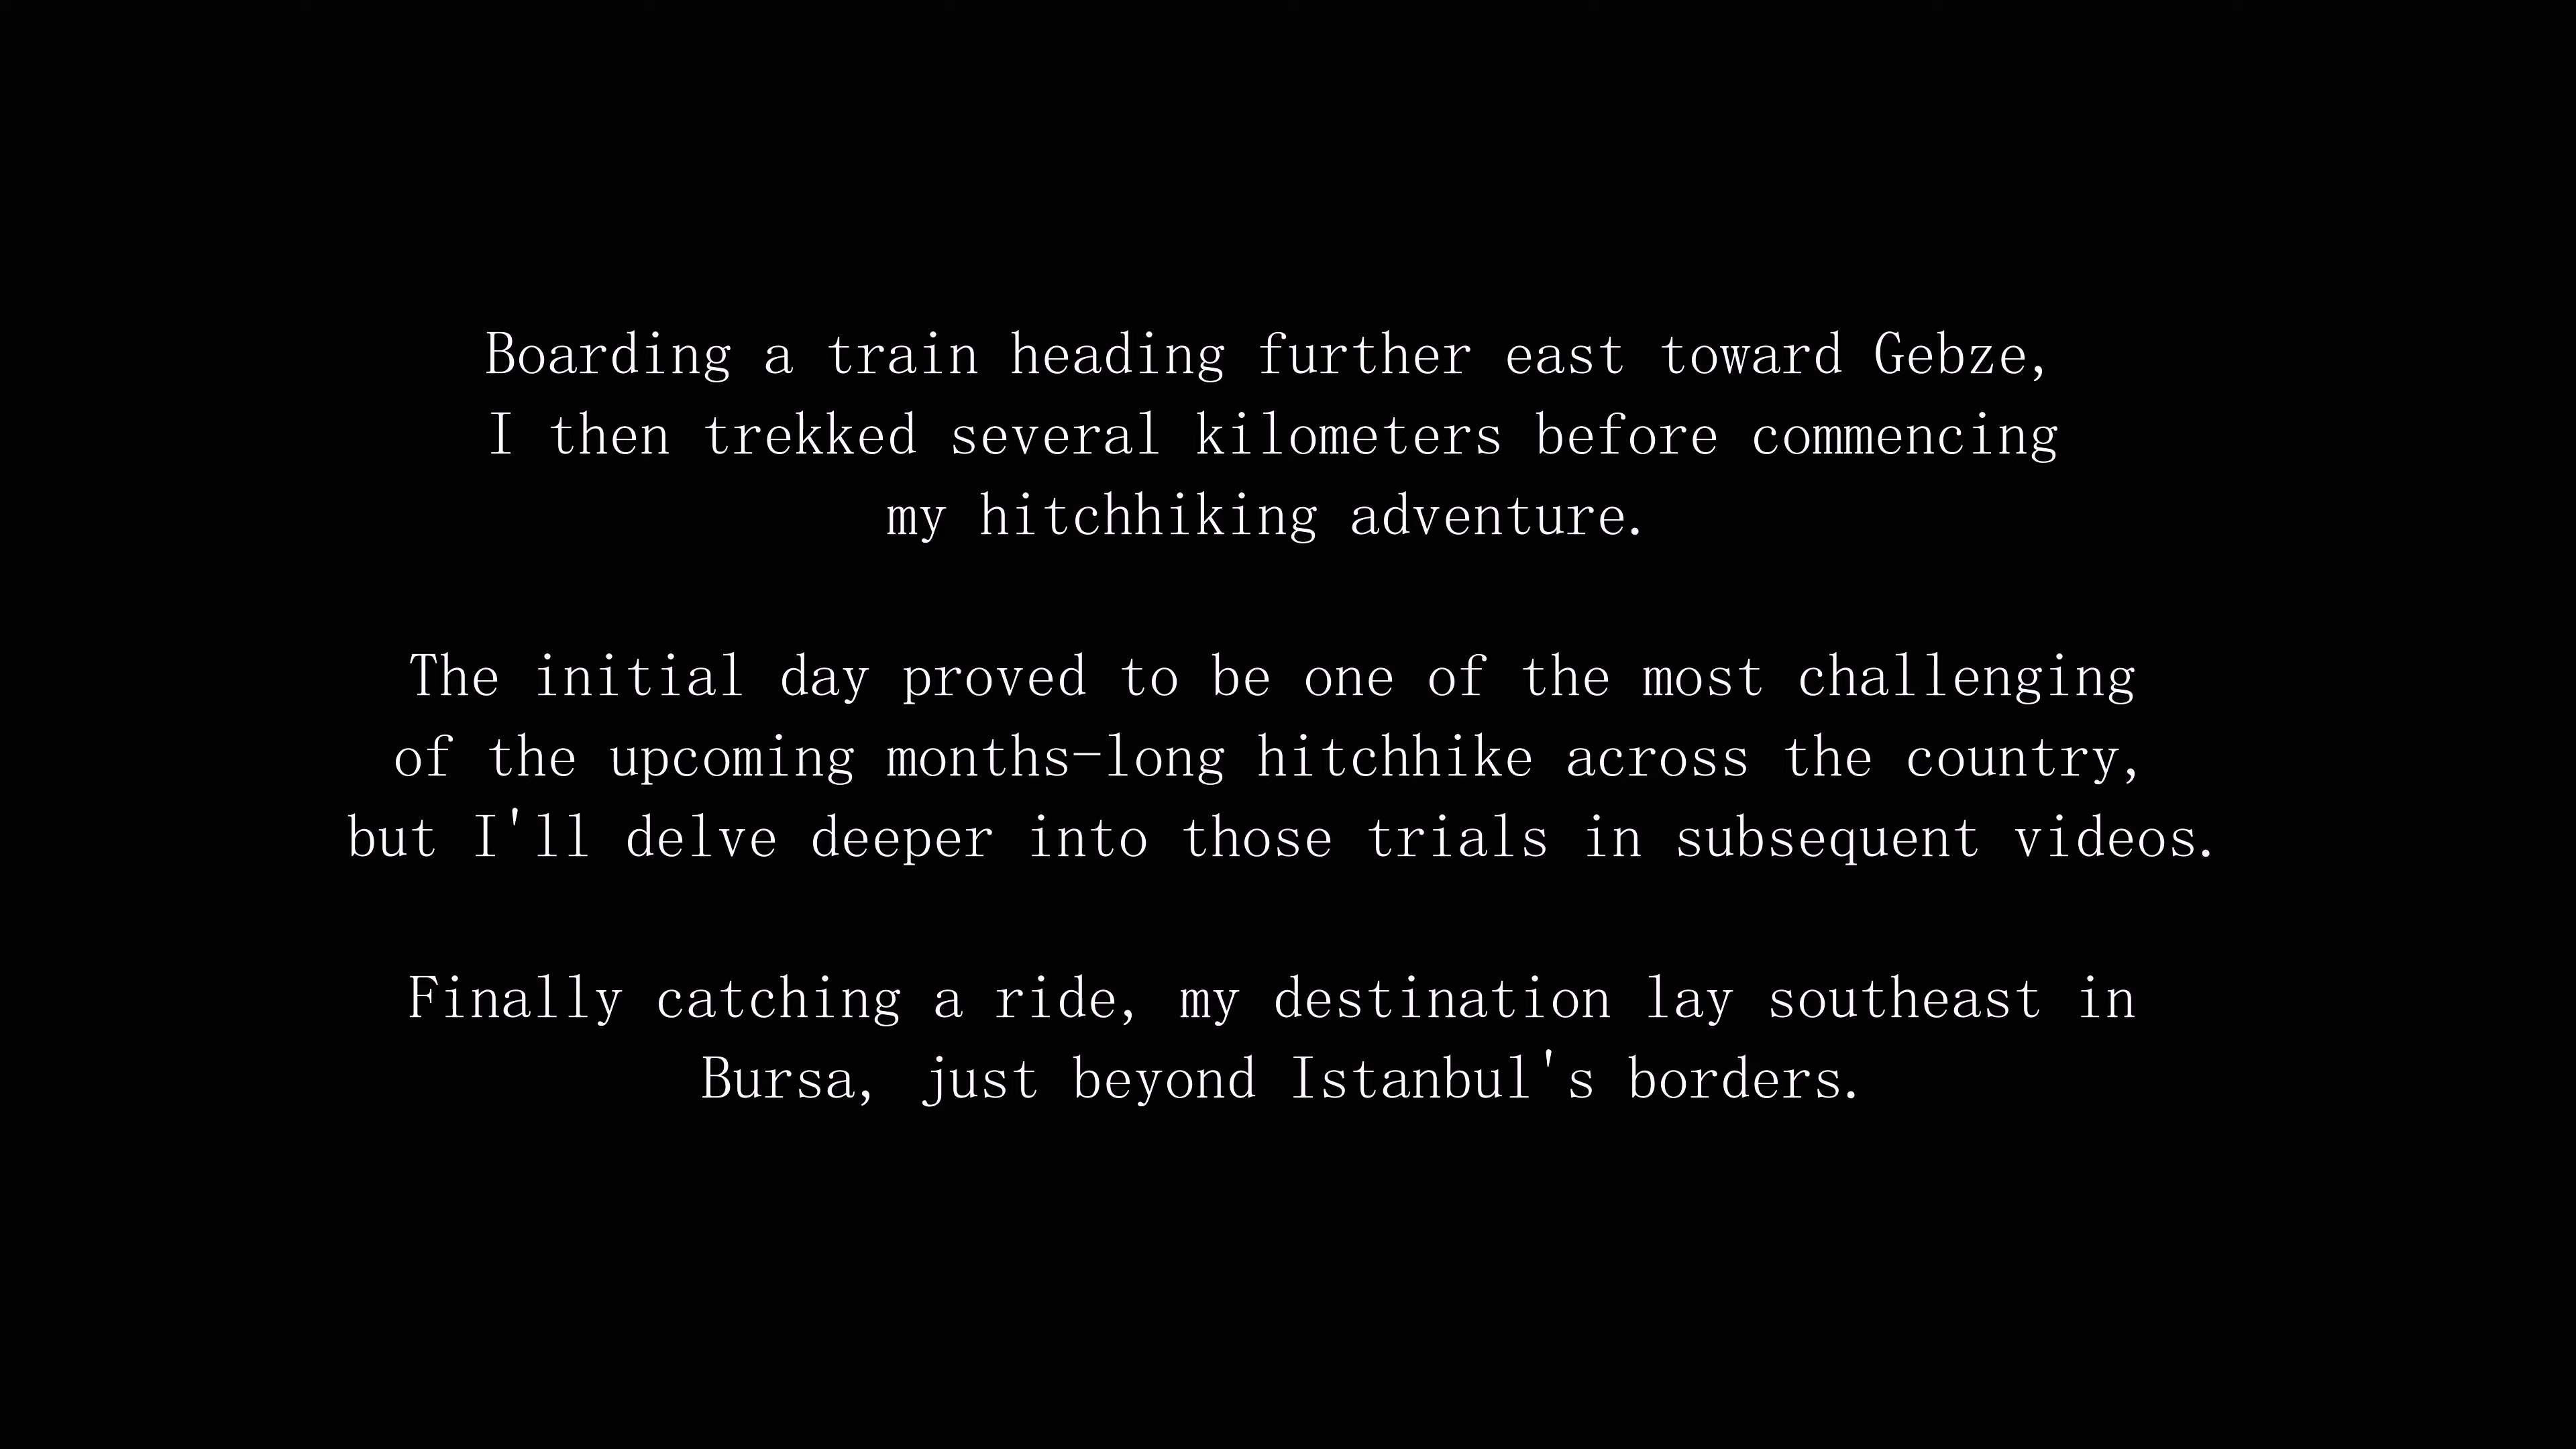 Boarding a train heading further east toward Gebze,
I then trekked several kilometers before commencing
my hitchhiking adventure.
The initial day proved to be one of the most challenging
of the upcoming months-long hitchhike across the country,
but I'll delve deeper into those trials in subsequent videos.
Finally catching a ride, my destination lay southeast in
Bursa, just beyond Istanbul's borders.